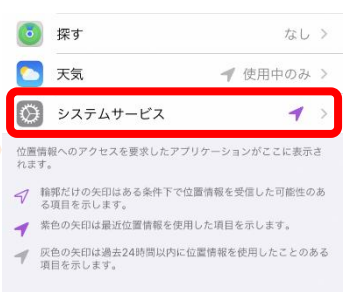 探す なし
天気 使用中のみ
システムサービス
位置情報へのアクセスを要求したアプリケーションがここに表示さ
れます。
輪郭だけの矢印はある条件下で位置情報を受信した可能性のあ
る項目を示します。
紫色の矢印は最近位置情報を使用した項目を示します。
灰色の矢印は過去24時間以内に位置情報を使用したことのある
項目を示します。